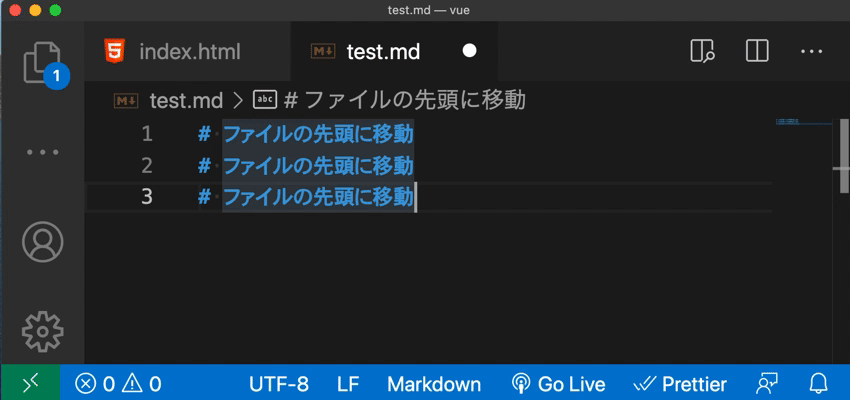 test.md — vue
index.html
test.md
test.md > # ファイルの先頭に移動
1 # ファイルの先頭に移動
2 # ファイルの先頭に移動
3 # ファイルの先頭に移動
1
0 0 UTF-8 LF Markdown Go Live Prettier